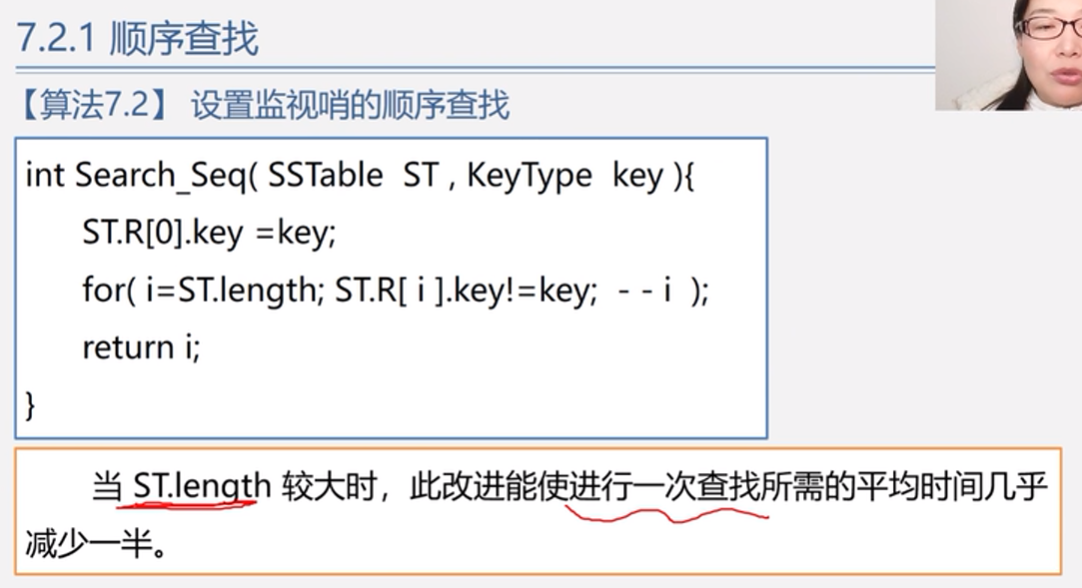 7.2.1 顺序查找
【算法7.2】 设置监视哨的顺序查找
int Search_Seq( SSTable ST , KeyType key ){
ST.R[0].key =key;
for( i=ST.length; ST.R[ i ].key!=key; - - i );
return i;
}
当 ST.length 较大时，此改进能使进行一次查找所需的平均时间几乎
减少一半。